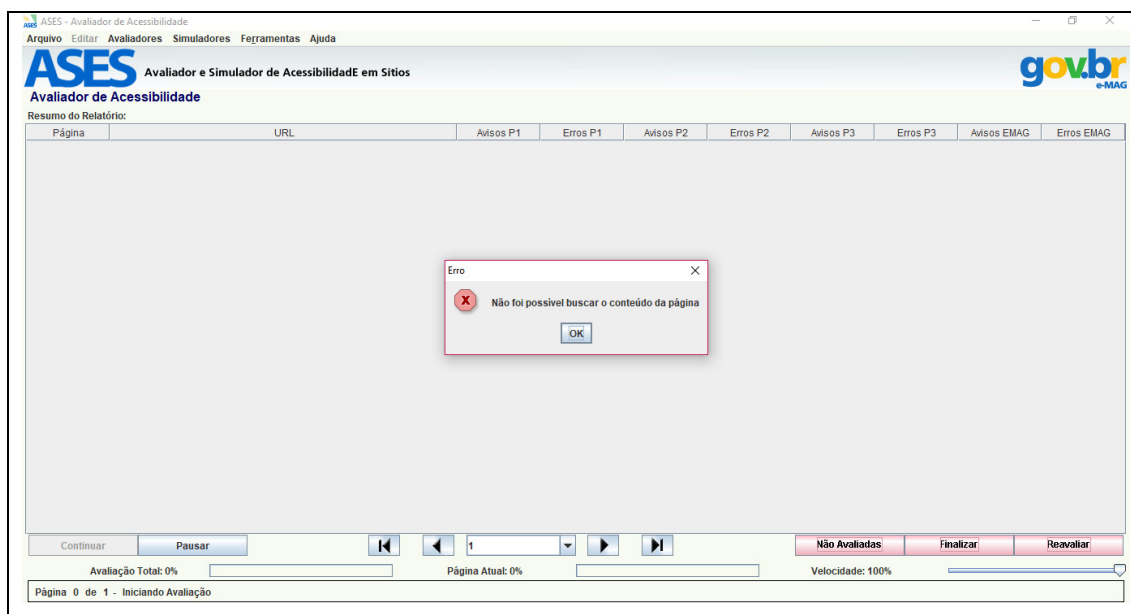 ASES ASES - Avaliador de Acessibilidade
Arquivo Editar Avaliadores Simuladores Ferramentas Ajuda
ASES Avaliador e Simulador de AcessibilidadE em Sítios gov.br
e-MAG
Avaliador de Acessibilidade
Resumo do Relatório:
Página URL Avisos P1 Erros P1 Avisos P2 Erros P2 Avisos P3 Erros P3 Avisos EMAG Erros EMAG
Erro
X Não foi possível buscar o conteúdo da página
OK
Continuar Pausar 1 Não Avaliadas Finalizar Reavaliar
Avaliação Total: 0% Página Atual: 0% Velocidade: 100%
Página 0 de 1 - Iniciando Avaliação